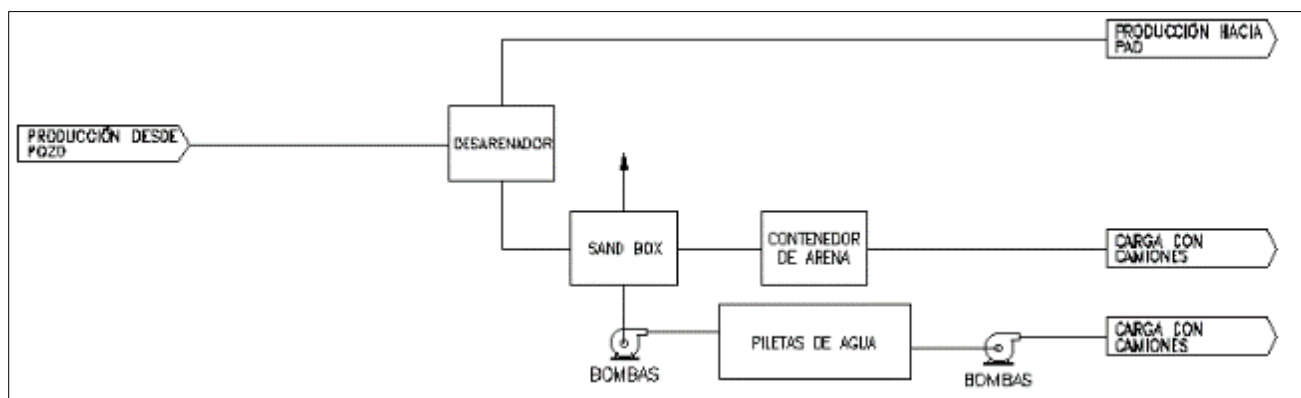 PRODUCCIÓN HACIA
PAD
PRODUCCIÓN DESDE
POZO
DESARENADOR
SAND BOX
CONTENEDOR
DE ARENA
CARGA CON
CAMIONES
PILETAS DE AGUA
CARGA CON
CAMIONES
BOMBAS
BOMBAS